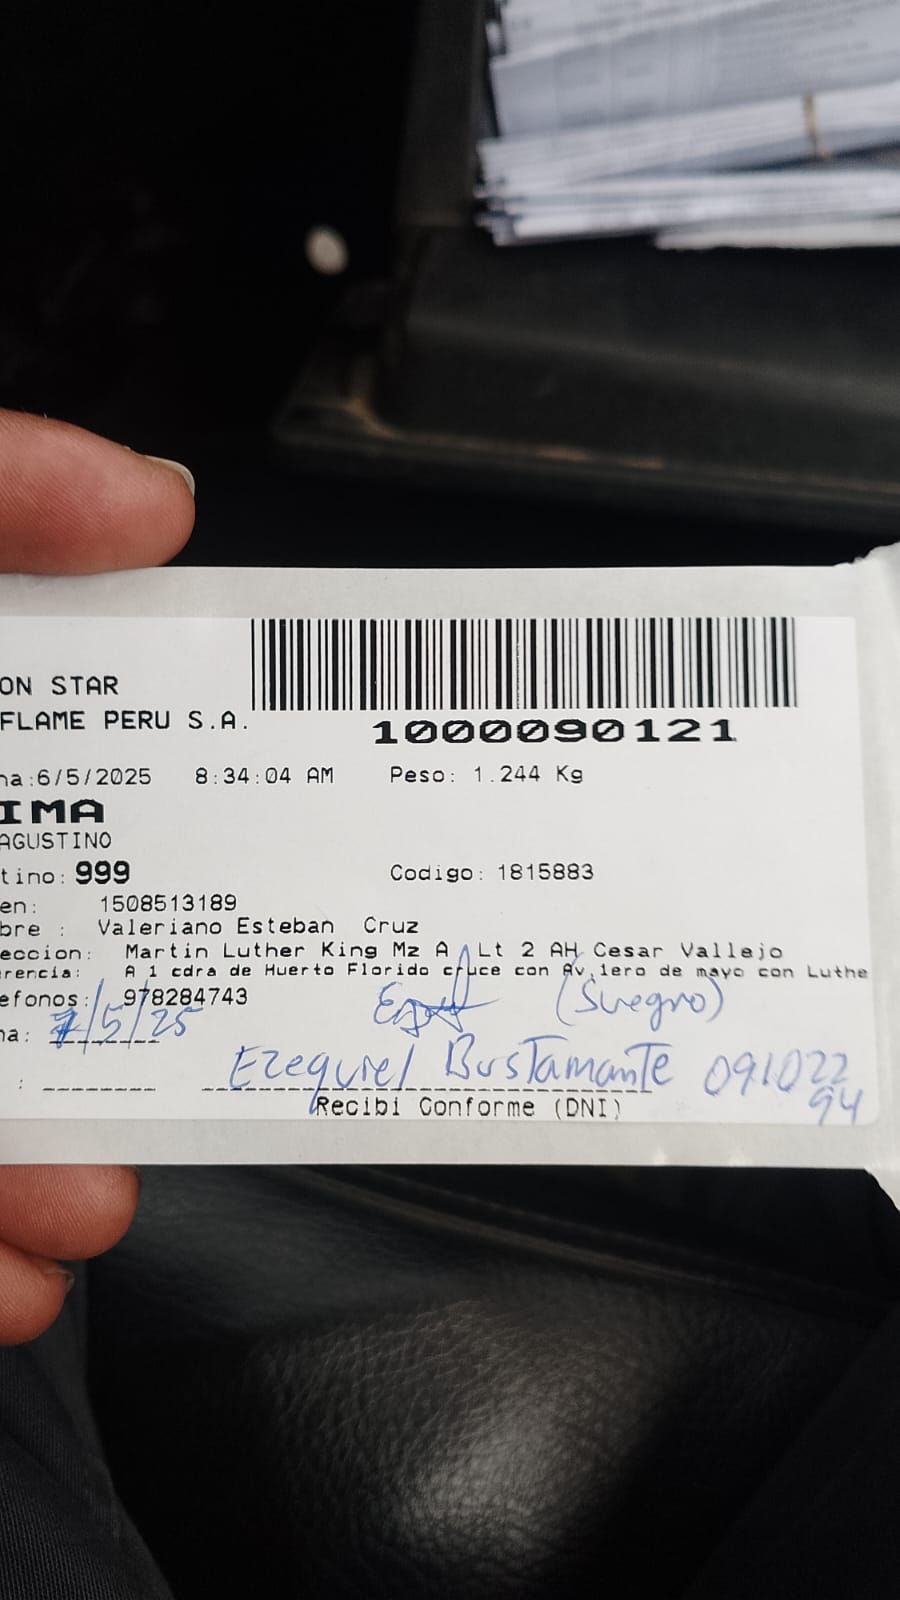 ON STAR
FLAME PERU S.A.
1000090121
ha:6/5/2025 8:34:04 AM Peso: 1.244 Kg
IMA
AGUSTINO
tino: 999 Codigo: 1815883
en: 1508513189
bre : Valeriano Esteban Cruz
eccion: Martin Luther King Mz A Lt 2 AH Cesar Vallejo
rencia: A 1 cdra de Huerto Florido cruce con Av.1ero de mayo con Luthe
efonos: 978284743 (Suegro)
ha: 7/5/25
Ezequiel Bustamante 091022
94
: Recibi Conforme (DNI)